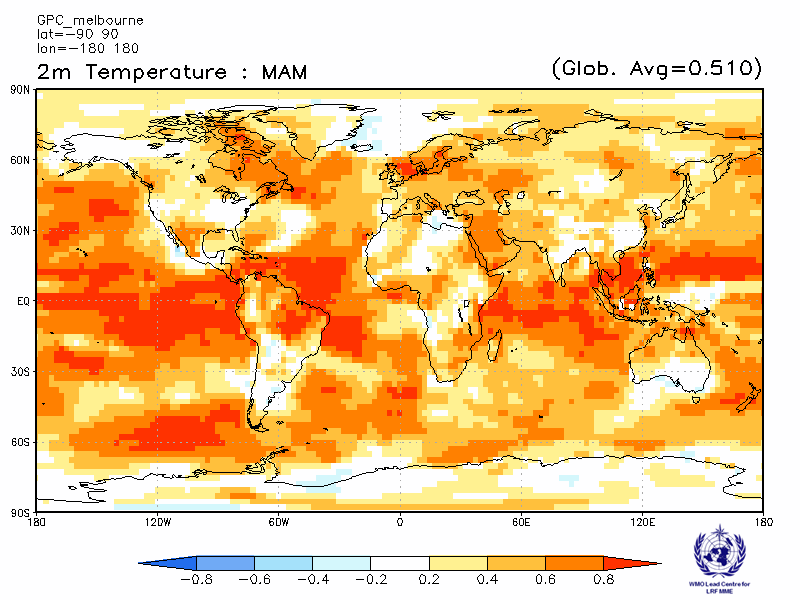 GPC_melbourne
lat=-90 90
lon=-180 180
2m Temperature : MAM
(Glob. Avg=0.510)
90N
60N
30N
EQ
30S
60S
90S
180 120W 60W 0 60E 120E 180
-0.8 -0.6 -0.4 -0.2 0.2 0.4 0.6 0.8
WMO Lead Centre for
LRF MME